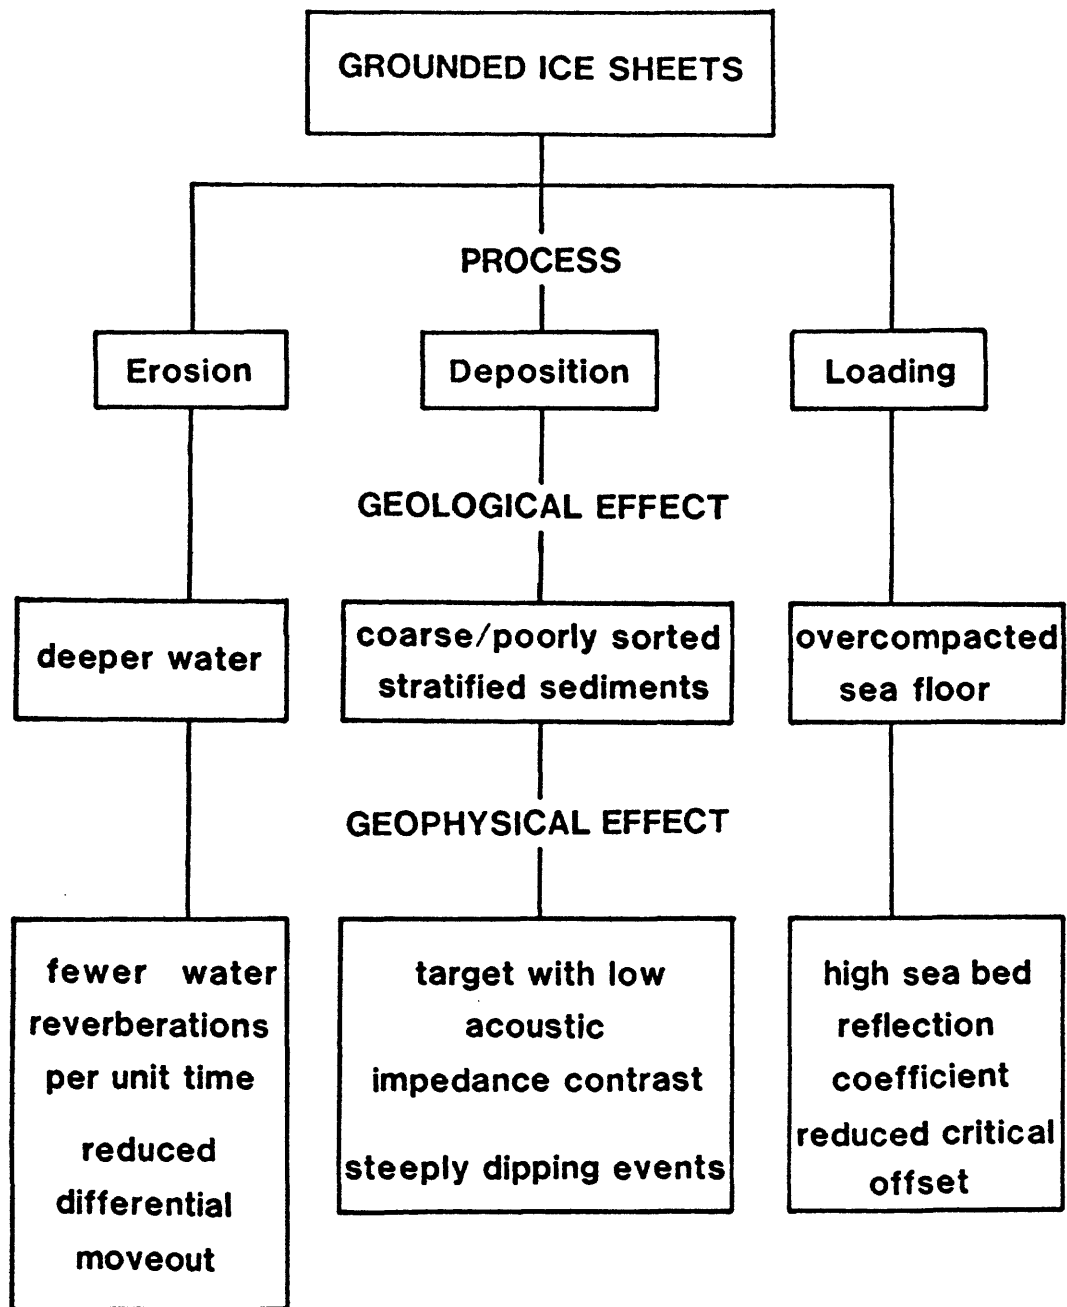 GROUNDED ICE SHEETS
PROCESS
Erosion
Deposition
Loading
GEOLOGICAL EFFECT
deeper water
coarse/poorly sorted
stratified sediments
overcompacted
sea floor
GEOPHYSICAL EFFECT
fewer water
reverberations
per unit time
reduced
differential
moveout
target with low
acoustic
impedance contrast
steeply dipping events
high sea bed
reflection
coefficient
reduced critical
offset